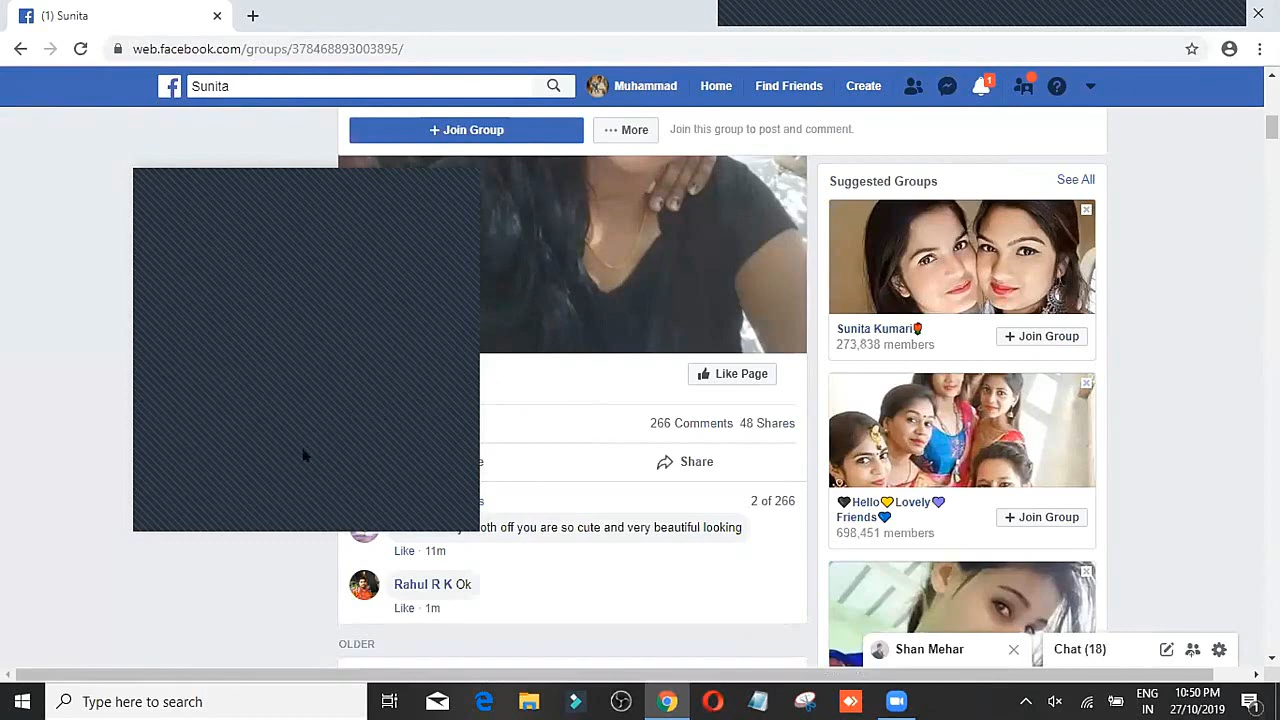 (1) Sunita
web.facebook.com/groups/378468893003895/
Sunita
Muhammad
Home
Find Friends
Create
1
+ Join Group
More
Join this group to post and comment.
Suggested Groups
See All
Sunita Kumari
273,838 members
+ Join Group
Like Page
266 Comments 48 Shares
Share
Hello Lovely
Friends
698,451 members
+ Join Group
2 of 266
off you are so cute and very beautiful looking
Like · 11m
Rahul R K Ok
Like · 1m
OLDER
Shan Mehar
Chat (18)
Type here to search
ENG
IN
10:50 PM
27/10/2019
1